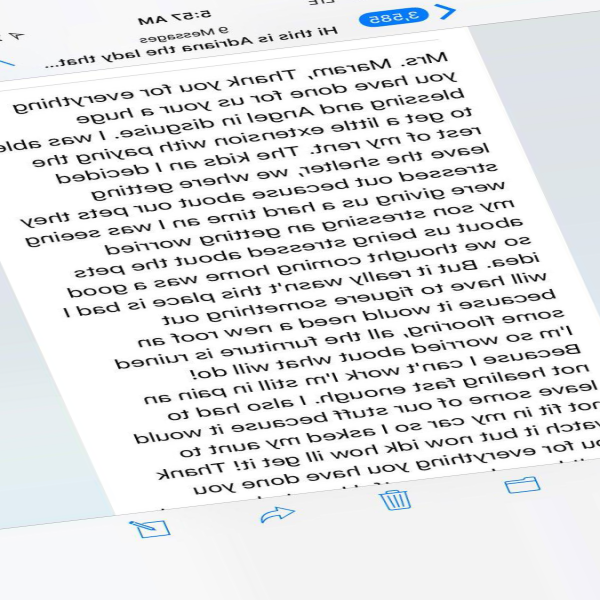 LTE
5:57 AM
3,585
9 Messages
Hi this is Adriana the lady that...
Mrs. Maram, Thank you for everything
you have done for us your a huge
blessing and Angel in disguise. I was able
to get a little extension with paying the
rest of my rent. The kids an I decided
leave the shelter, we where getting
stressed out because about our pets they
were giving us a hard time an I was seeing
my son stressing an getting worried
about us being stressed about the pets
so we thought coming home was a good
idea. But it really wasn't this place is bad I
will have to figuere something out
because it would need a new roof an
some flooring, all the furniture is ruined
I'm so worried about what will do!
Because I can't work I'm still in pain an
not healing fast enough. I also had to
leave some of our stuff because it would
not fit in my car so I asked my aunt to
watch it but now idk how ill get it! Thank
you for everything you have done you